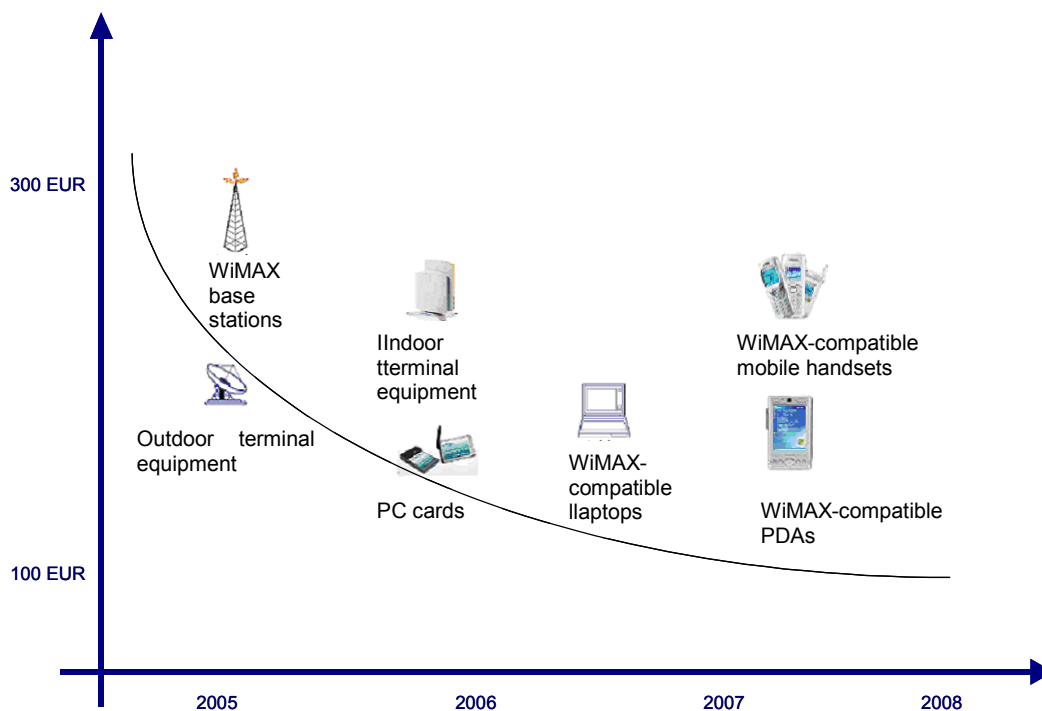 300 EUR
WiMAX
base
stations
IIndoor
tterminal
equipment
WiMAX-compatible
mobile handsets
Outdoor terminal
equipment
PC cards
WiMAX-
compatible
llaptops
WiMAX-compatible
PDAs
100 EUR
2005
2006
2007
2008